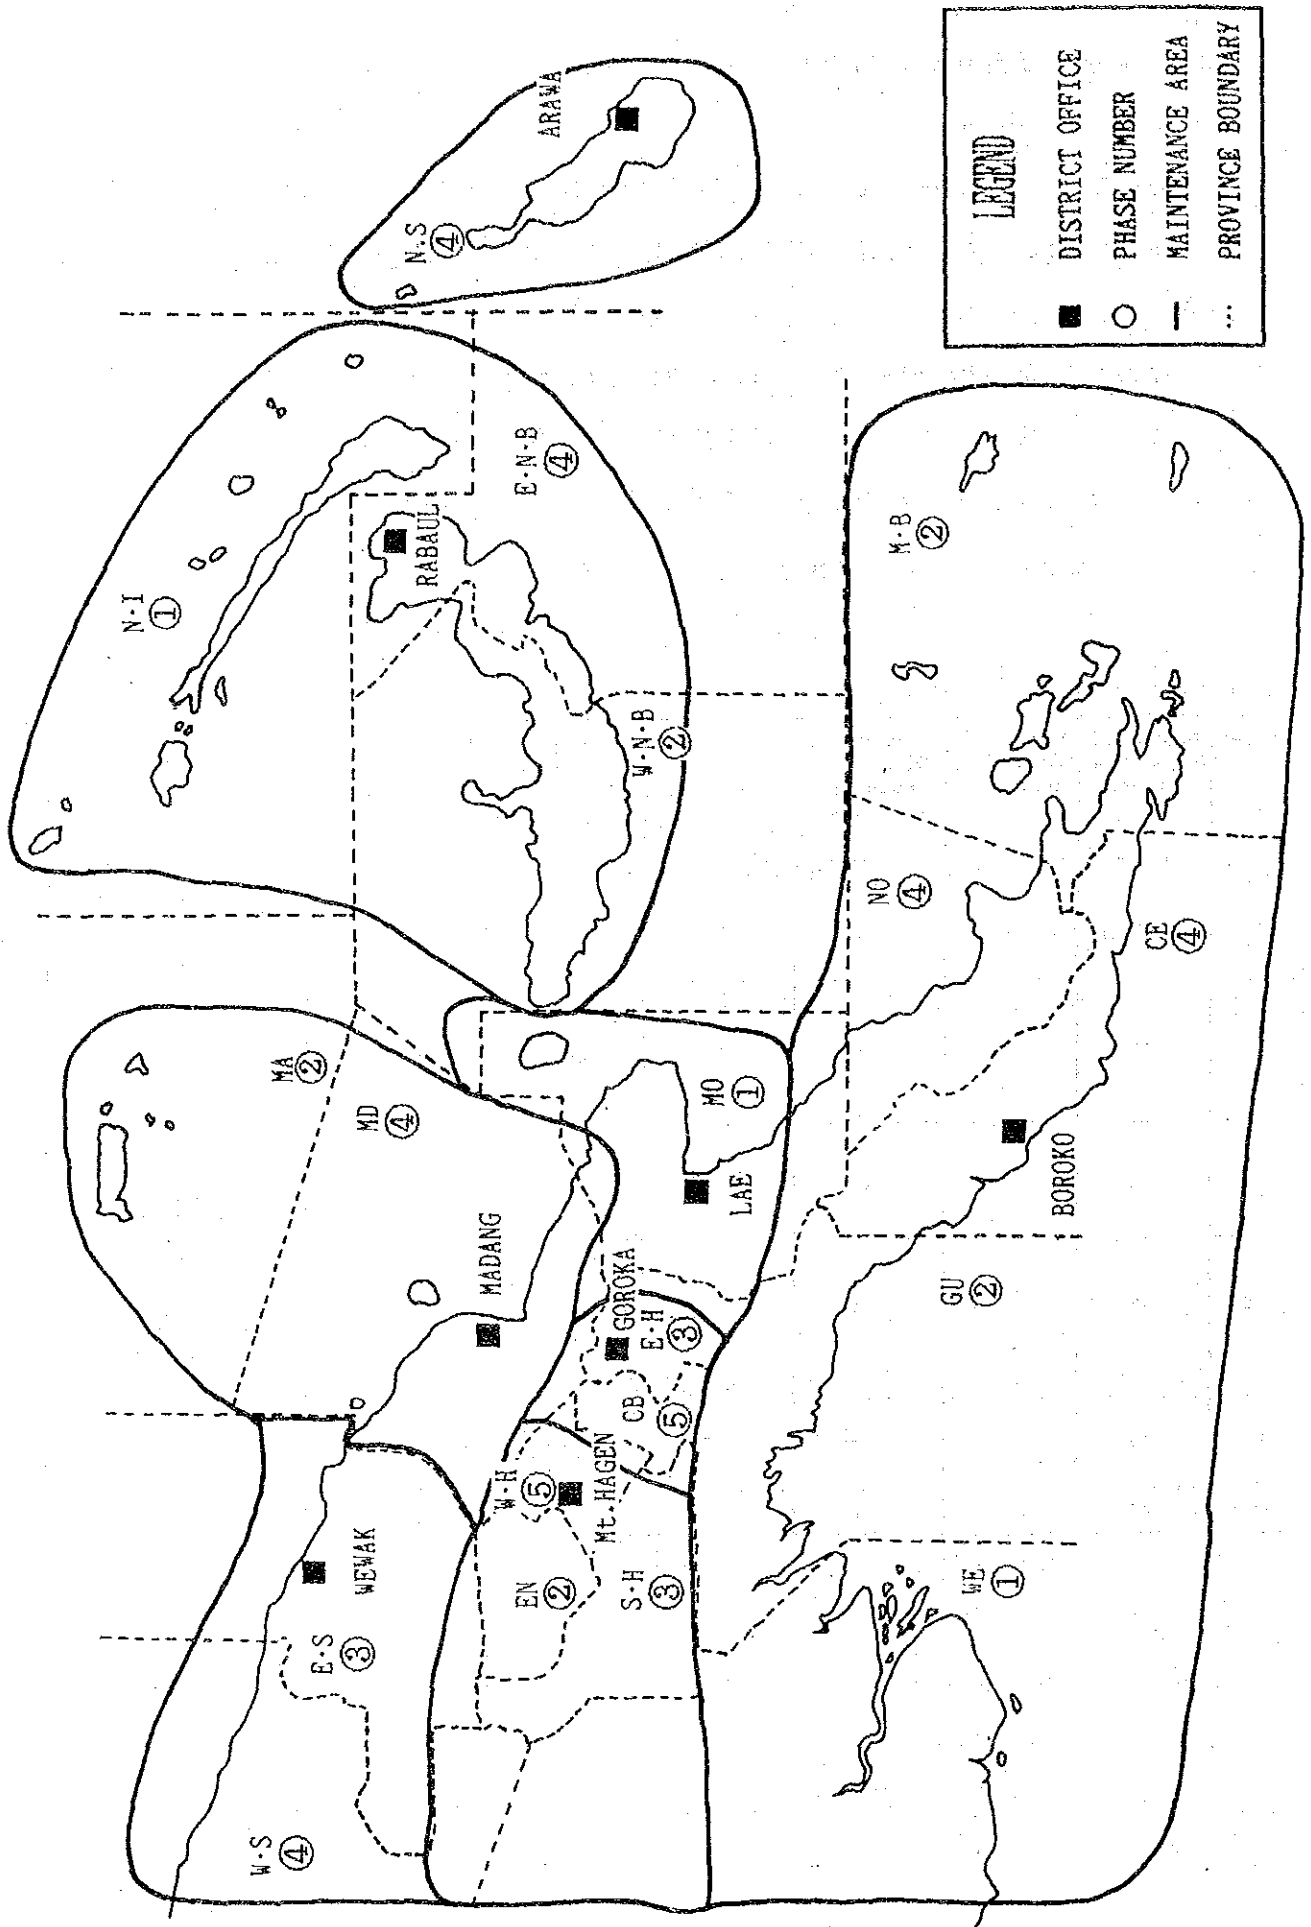 W·S
④
E·S
③
WEWAK
MA
②
MD
④
MADANG
N·I
①
RABAUL
E·N·B
④
W·N·B
②
N.S
④
ARAWA
W·H
⑤
Mt.HAGEN
EN
②
S·H
③
CB
⑤
GOROKA
E·H
③
MO
①
LAE
WE
①
GU
②
BOROKO
NO
④
CE
④
M·B
②
LEGEND
■ DISTRICT OFFICE
○ PHASE NUMBER
— MAINTENANCE AREA
... PROVINCE BOUNDARY